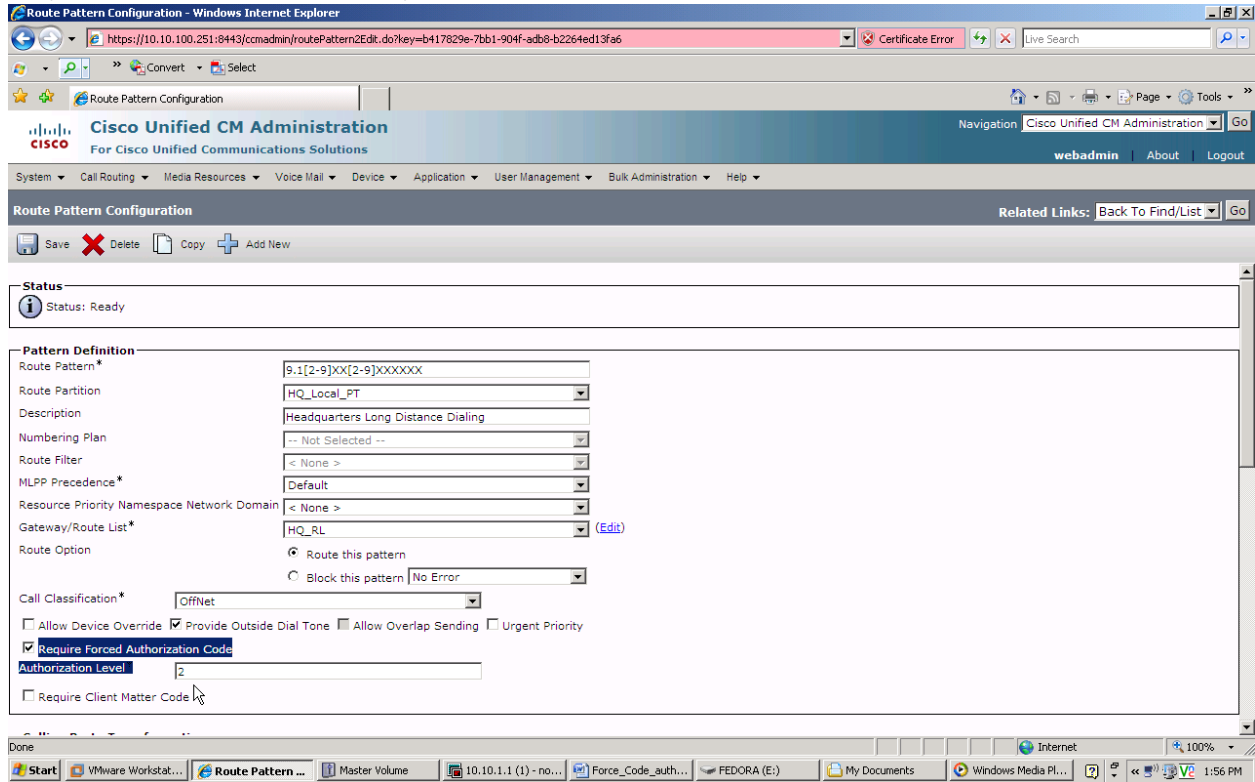 Route Pattern Configuration - Windows Internet Explorer
https://10.10.100.251:8443/ccmadmin/routePattern2Edit.do?key=b417829e-7bb1-904f-adb8-b2264ed13fa6
Certificate Error
Live Search
» Convert Select
Route Pattern Configuration
Page Tools »
CISCO
Cisco Unified CM Administration
For Cisco Unified Communications Solutions
Navigation Cisco Unified CM Administration Go
webadmin | About | Logout
System Call Routing Media Resources Voice Mail Device Application User Management Bulk Administration Help
Route Pattern Configuration
Related Links: Back To Find/List Go
Save Delete Copy Add New
Status
Status: Ready
Pattern Definition
Route Pattern* 9.1[2-9]XX[2-9]XXXXXX
Route Partition HQ_Local_PT
Description Headquarters Long Distance Dialing
Numbering Plan -- Not Selected --
Route Filter < None >
MLPP Precedence* Default
Resource Priority Namespace Network Domain < None >
Gateway/Route List* HQ_RL (Edit)
Route Option Route this pattern
Block this pattern No Error
Call Classification* OffNet
Allow Device Override Provide Outside Dial Tone Allow Overlap Sending Urgent Priority
Require Forced Authorization Code
Authorization Level 2
Require Client Matter Code
Done
Internet
100%
Start VMware Workstat... Route Pattern ... Master Volume 10.10.1.1 (1) - no... Force_Code_auth... FEDORA (E:) My Documents Windows Media Pl... « 1:56 PM